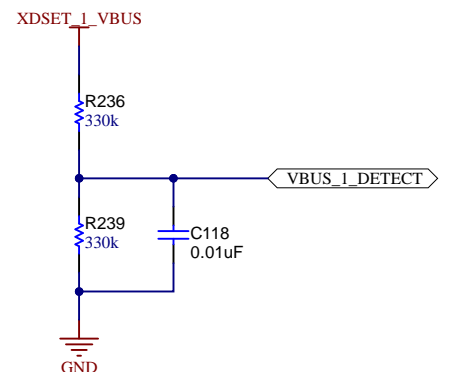 XDSET_1_VBUS
R236
330k
VBUS_1_DETECT
R239
330k
C118
0.01uF
GND